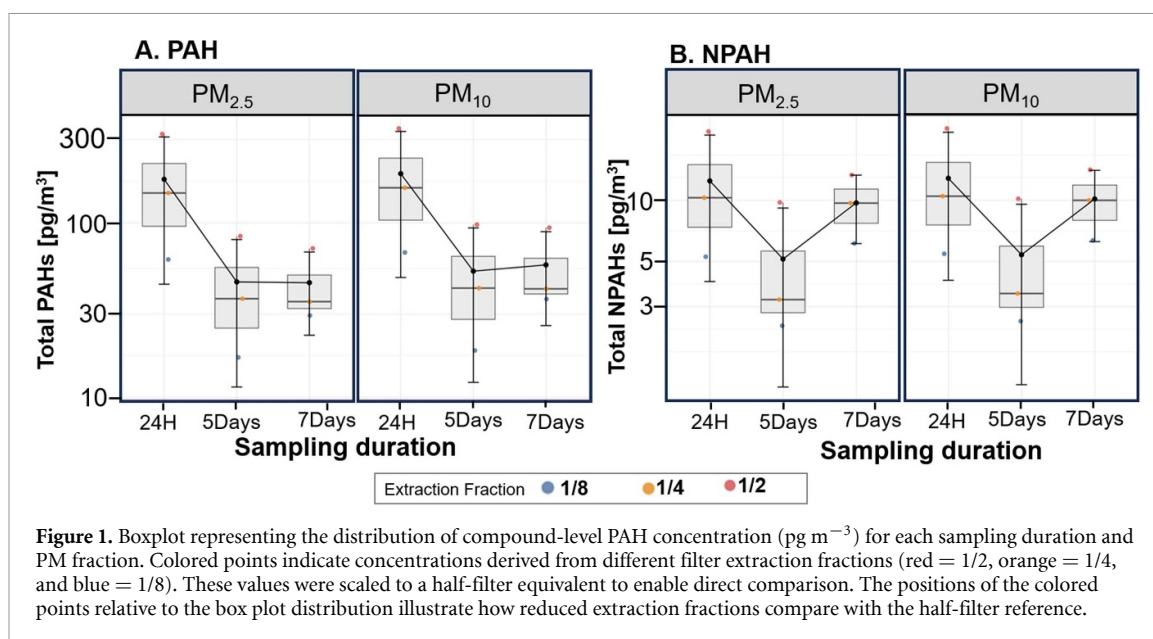 A. PAH
B. NPAH
PM2.5
PM10
PM2.5
PM10
Total PAHs [pg/m³]
300
100
30
10
Total NPAHs [pg/m³]
10
5
3
24H 5Days 7Days
24H 5Days 7Days
24H 5Days 7Days
24H 5Days 7Days
Sampling duration
Sampling duration
Extraction Fraction 1/8 1/4 1/2
Figure 1. Boxplot representing the distribution of compound-level PAH concentration (pg m⁻³) for each sampling duration and
PM fraction. Colored points indicate concentrations derived from different filter extraction fractions (red = 1/2, orange = 1/4,
and blue = 1/8). These values were scaled to a half-filter equivalent to enable direct comparison. The positions of the colored
points relative to the box plot distribution illustrate how reduced extraction fractions compare with the half-filter reference.